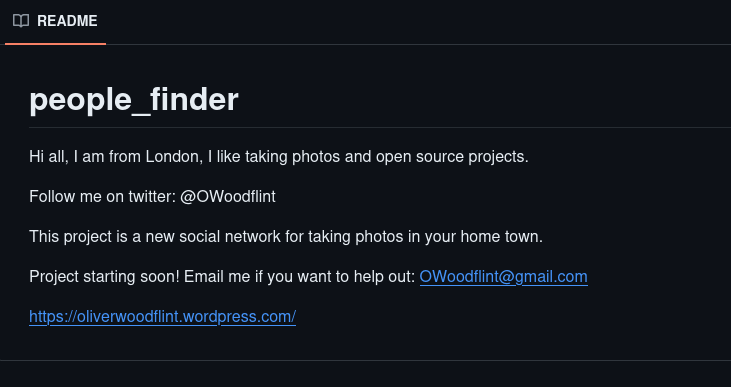 README
people_finder
Hi all, I am from London, I like taking photos and open source projects.
Follow me on twitter: @OWoodflint
This project is a new social network for taking photos in your home town.
Project starting soon! Email me if you want to help out: OWoodflint@gmail.com
https://oliverwoodflint.wordpress.com/